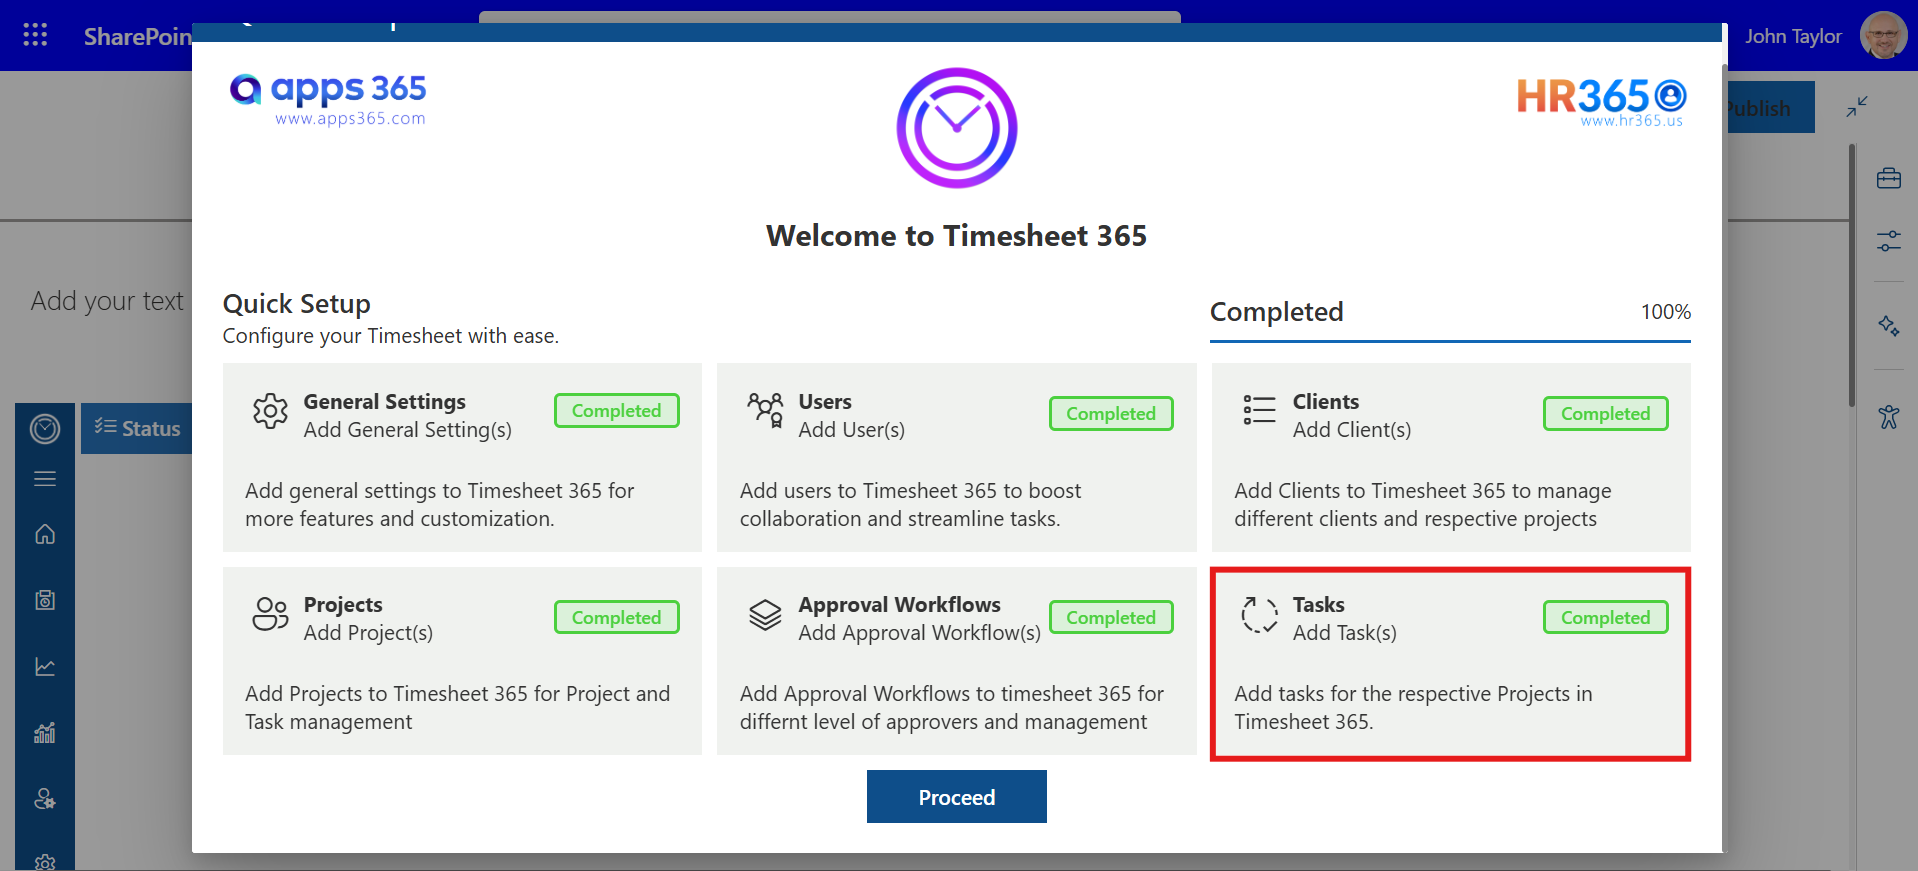 SharePoin
John Taylor
apps 365
www.apps365.com
HR365
www.hr365.us
Publish
Welcome to Timesheet 365
Add your text
Quick Setup
Configure your Timesheet with ease.
Completed
100%
General Settings
Add General Setting(s)
Completed
Add general settings to Timesheet 365 for
more features and customization.
Users
Add User(s)
Completed
Add users to Timesheet 365 to boost
collaboration and streamline tasks.
Clients
Add Client(s)
Completed
Add Clients to Timesheet 365 to manage
different clients and respective projects
Status
Projects
Add Project(s)
Completed
Add Projects to Timesheet 365 for Project and
Task management
Approval Workflows
Add Approval Workflow(s)
Completed
Add Approval Workflows to timesheet 365 for
differnt level of approvers and management
Tasks
Add Task(s)
Completed
Add tasks for the respective Projects in
Timesheet 365.
Proceed